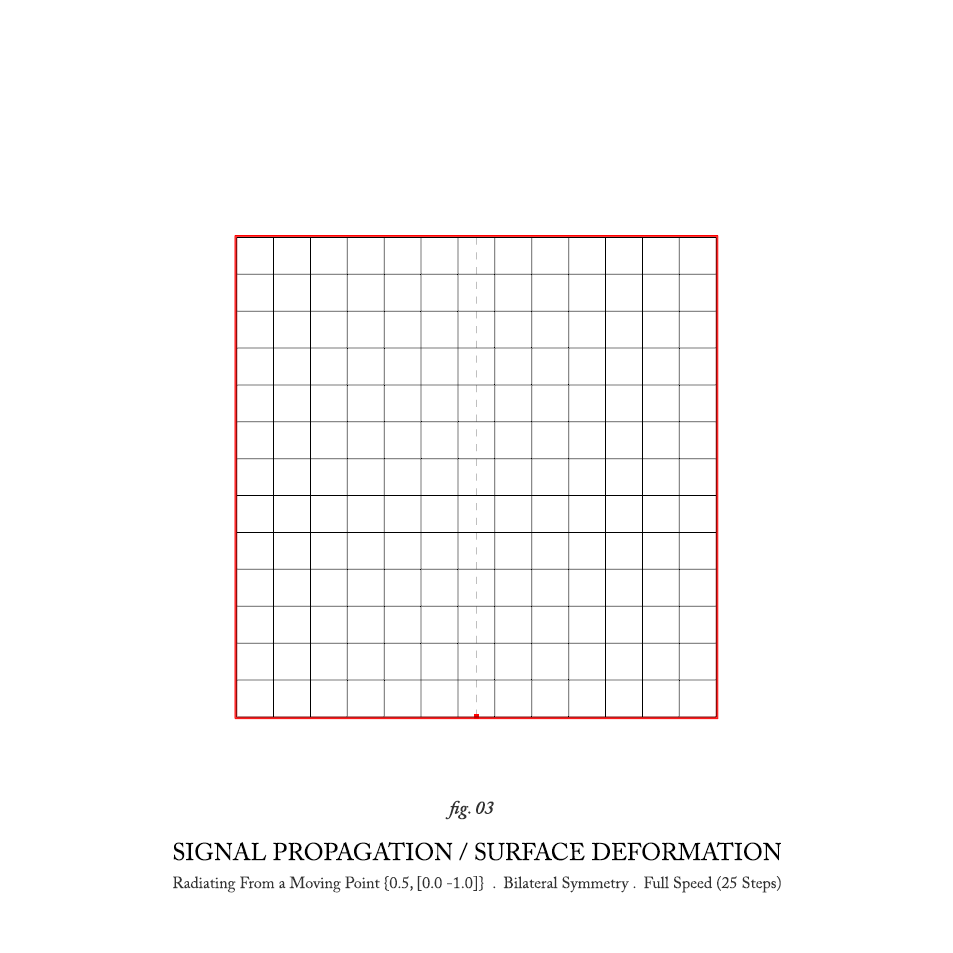 fig. 03
SIGNAL PROPAGATION / SURFACE DEFORMATION
Radiating From a Moving Point {0.5, [0.0 -1.0]} . Bilateral Symmetry . Full Speed (25 Steps)